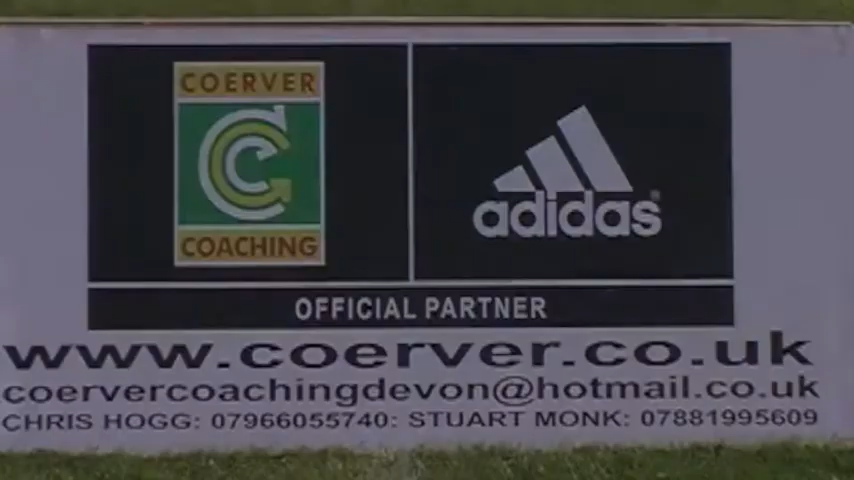 COERVER
COACHING
adidas®
OFFICIAL PARTNER
www.coerver.co.uk
coervercoachingdevon@hotmail.co.uk
CHRIS HOGG: 07966055740: STUART MONK: 07881995609